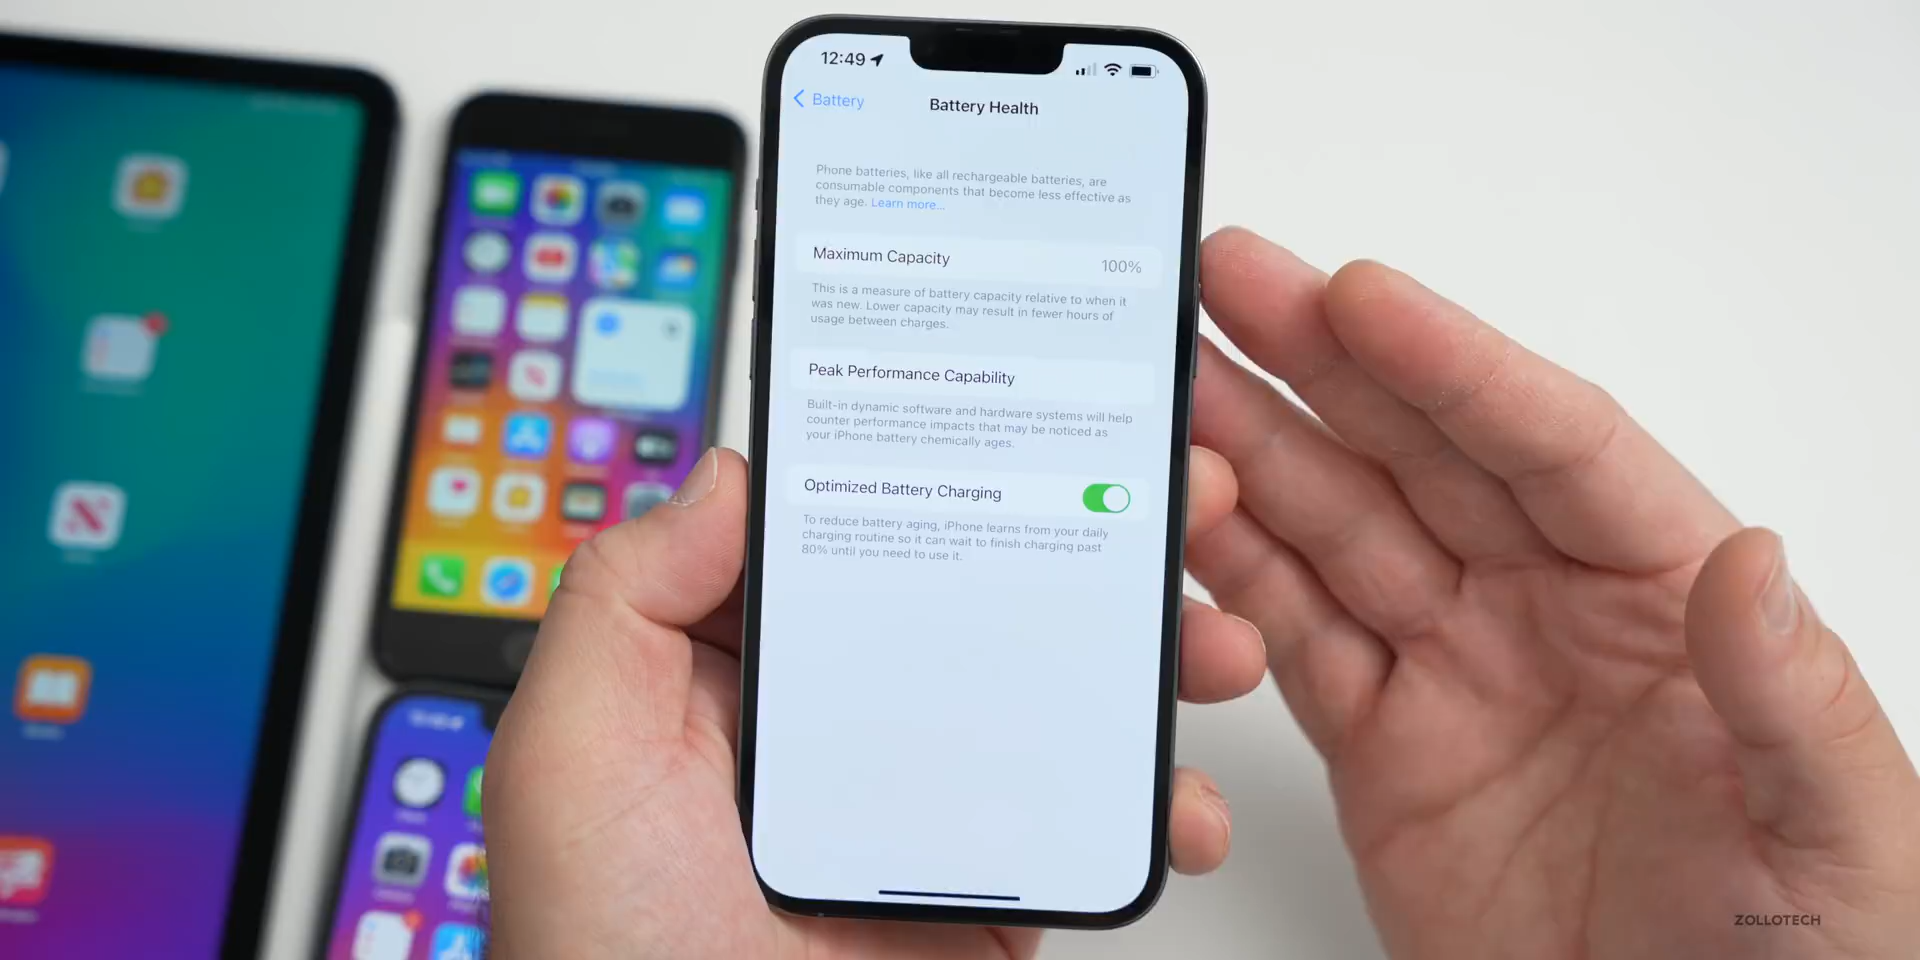 12:49
Battery
Battery Health
Phone batteries, like all rechargeable batteries, are
consumable components that become less effective as
they age. Learn more...
Maximum Capacity
100%
This is a measure of battery capacity relative to when it
was new. Lower capacity may result in fewer hours of
usage between charges.
Peak Performance Capability
Built-in dynamic software and hardware systems will help
counter performance impacts that may be noticed as
your iPhone battery chemically ages.
Optimized Battery Charging
To reduce battery aging, iPhone learns from your daily
charging routine so it can wait to finish charging past
80% until you need to use it.
ZOLLOTECH